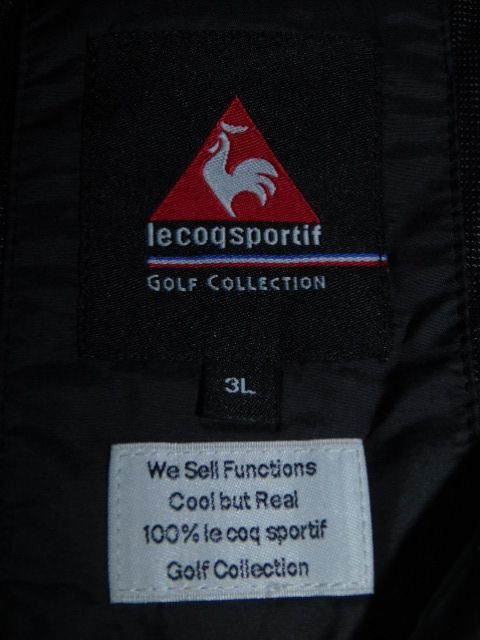 lecoqsportif
GOLF COLLECTION
3L
We Sell Functions
Cool but Real
100% le coq sportif
Golf Collection